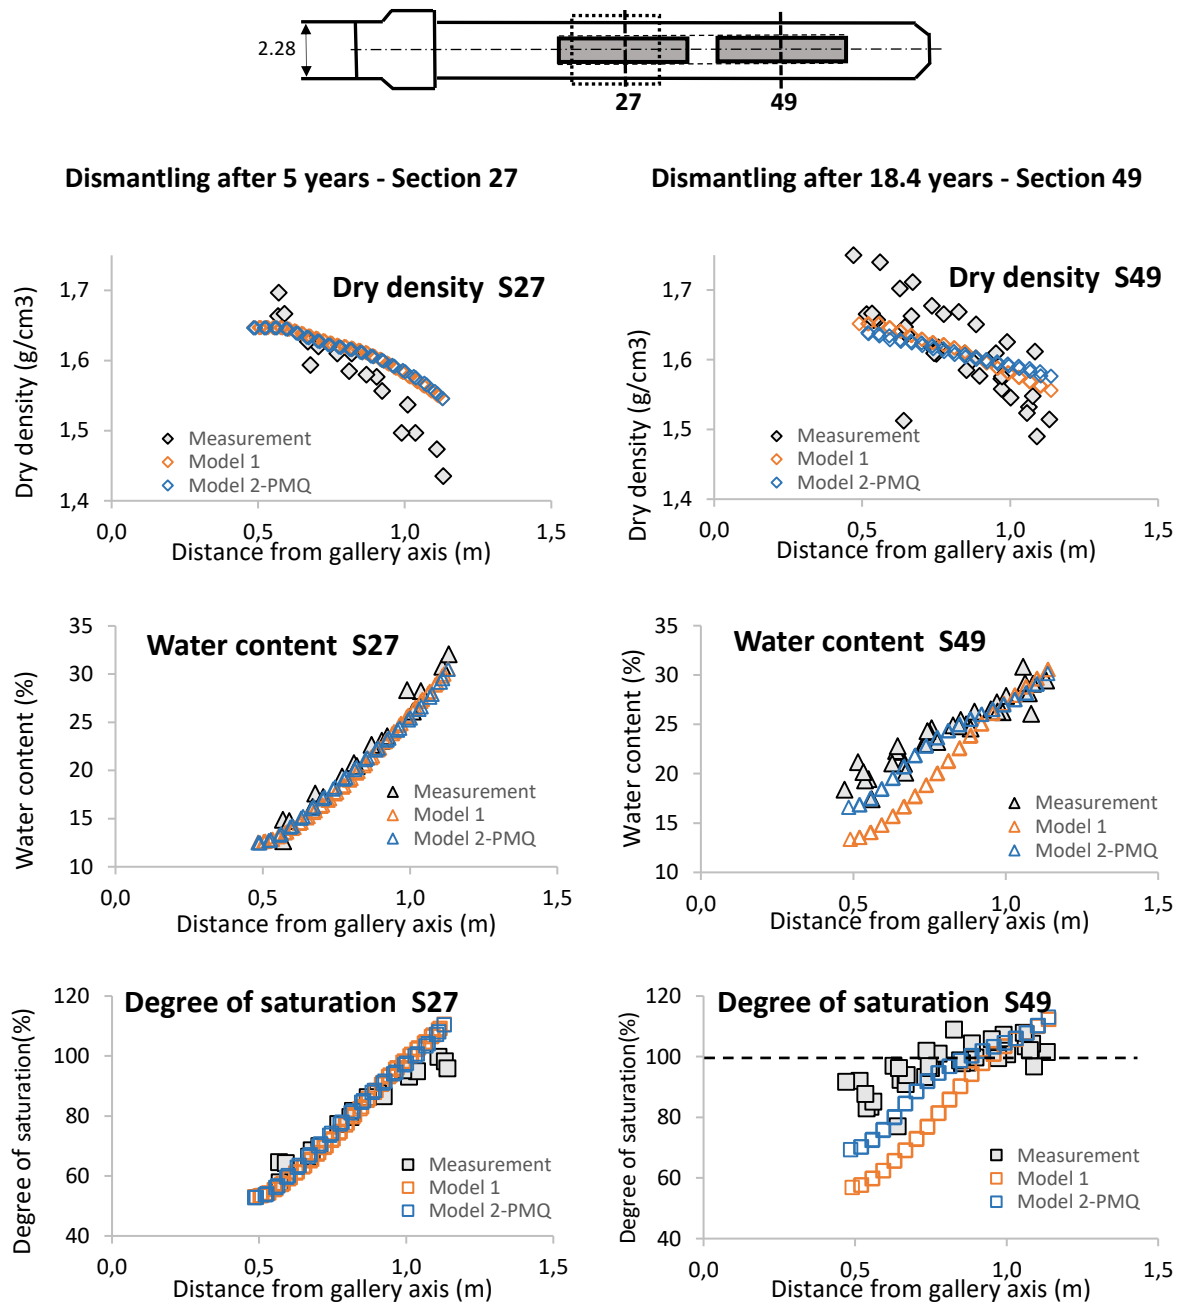 2.28
27
49
Dismantling after 5 years - Section 27
Dismantling after 18.4 years - Section 49
Dry density S27
Dry density (g/cm3)
1,7
1,6
1,5
1,4
Measurement
Model 1
Model 2-PMQ
0,0
0,5
1,0
1,5
Distance from gallery axis (m)
Dry density S49
Dry density (g/cm3)
1,7
1,6
1,5
1,4
Measurement
Model 1
Model 2-PMQ
0,0
0,5
1,0
1,5
Distance from gallery axis (m)
Water content S27
Water content (%)
35
30
25
20
15
10
Measurement
Model 1
Model 2-PMQ
0,0
0,5
1,0
1,5
Distance from gallery axis (m)
Water content S49
Water content (%)
35
30
25
20
15
10
Measurement
Model 1
Model 2-PMQ
0,0
0,5
1,0
1,5
Distance from gallery axis (m)
Degree of saturation S27
Degree of saturation(%)
120
100
80
60
40
Measurement
Model 1
Model 2-PMQ
0,0
0,5
1,0
1,5
Distance from gallery axis (m)
Degree of saturation S49
Degree of saturation(%)
120
100
80
60
40
Measurement
Model 1
Model 2-PMQ
0,0
0,5
1,0
1,5
Distance from gallery axis (m)